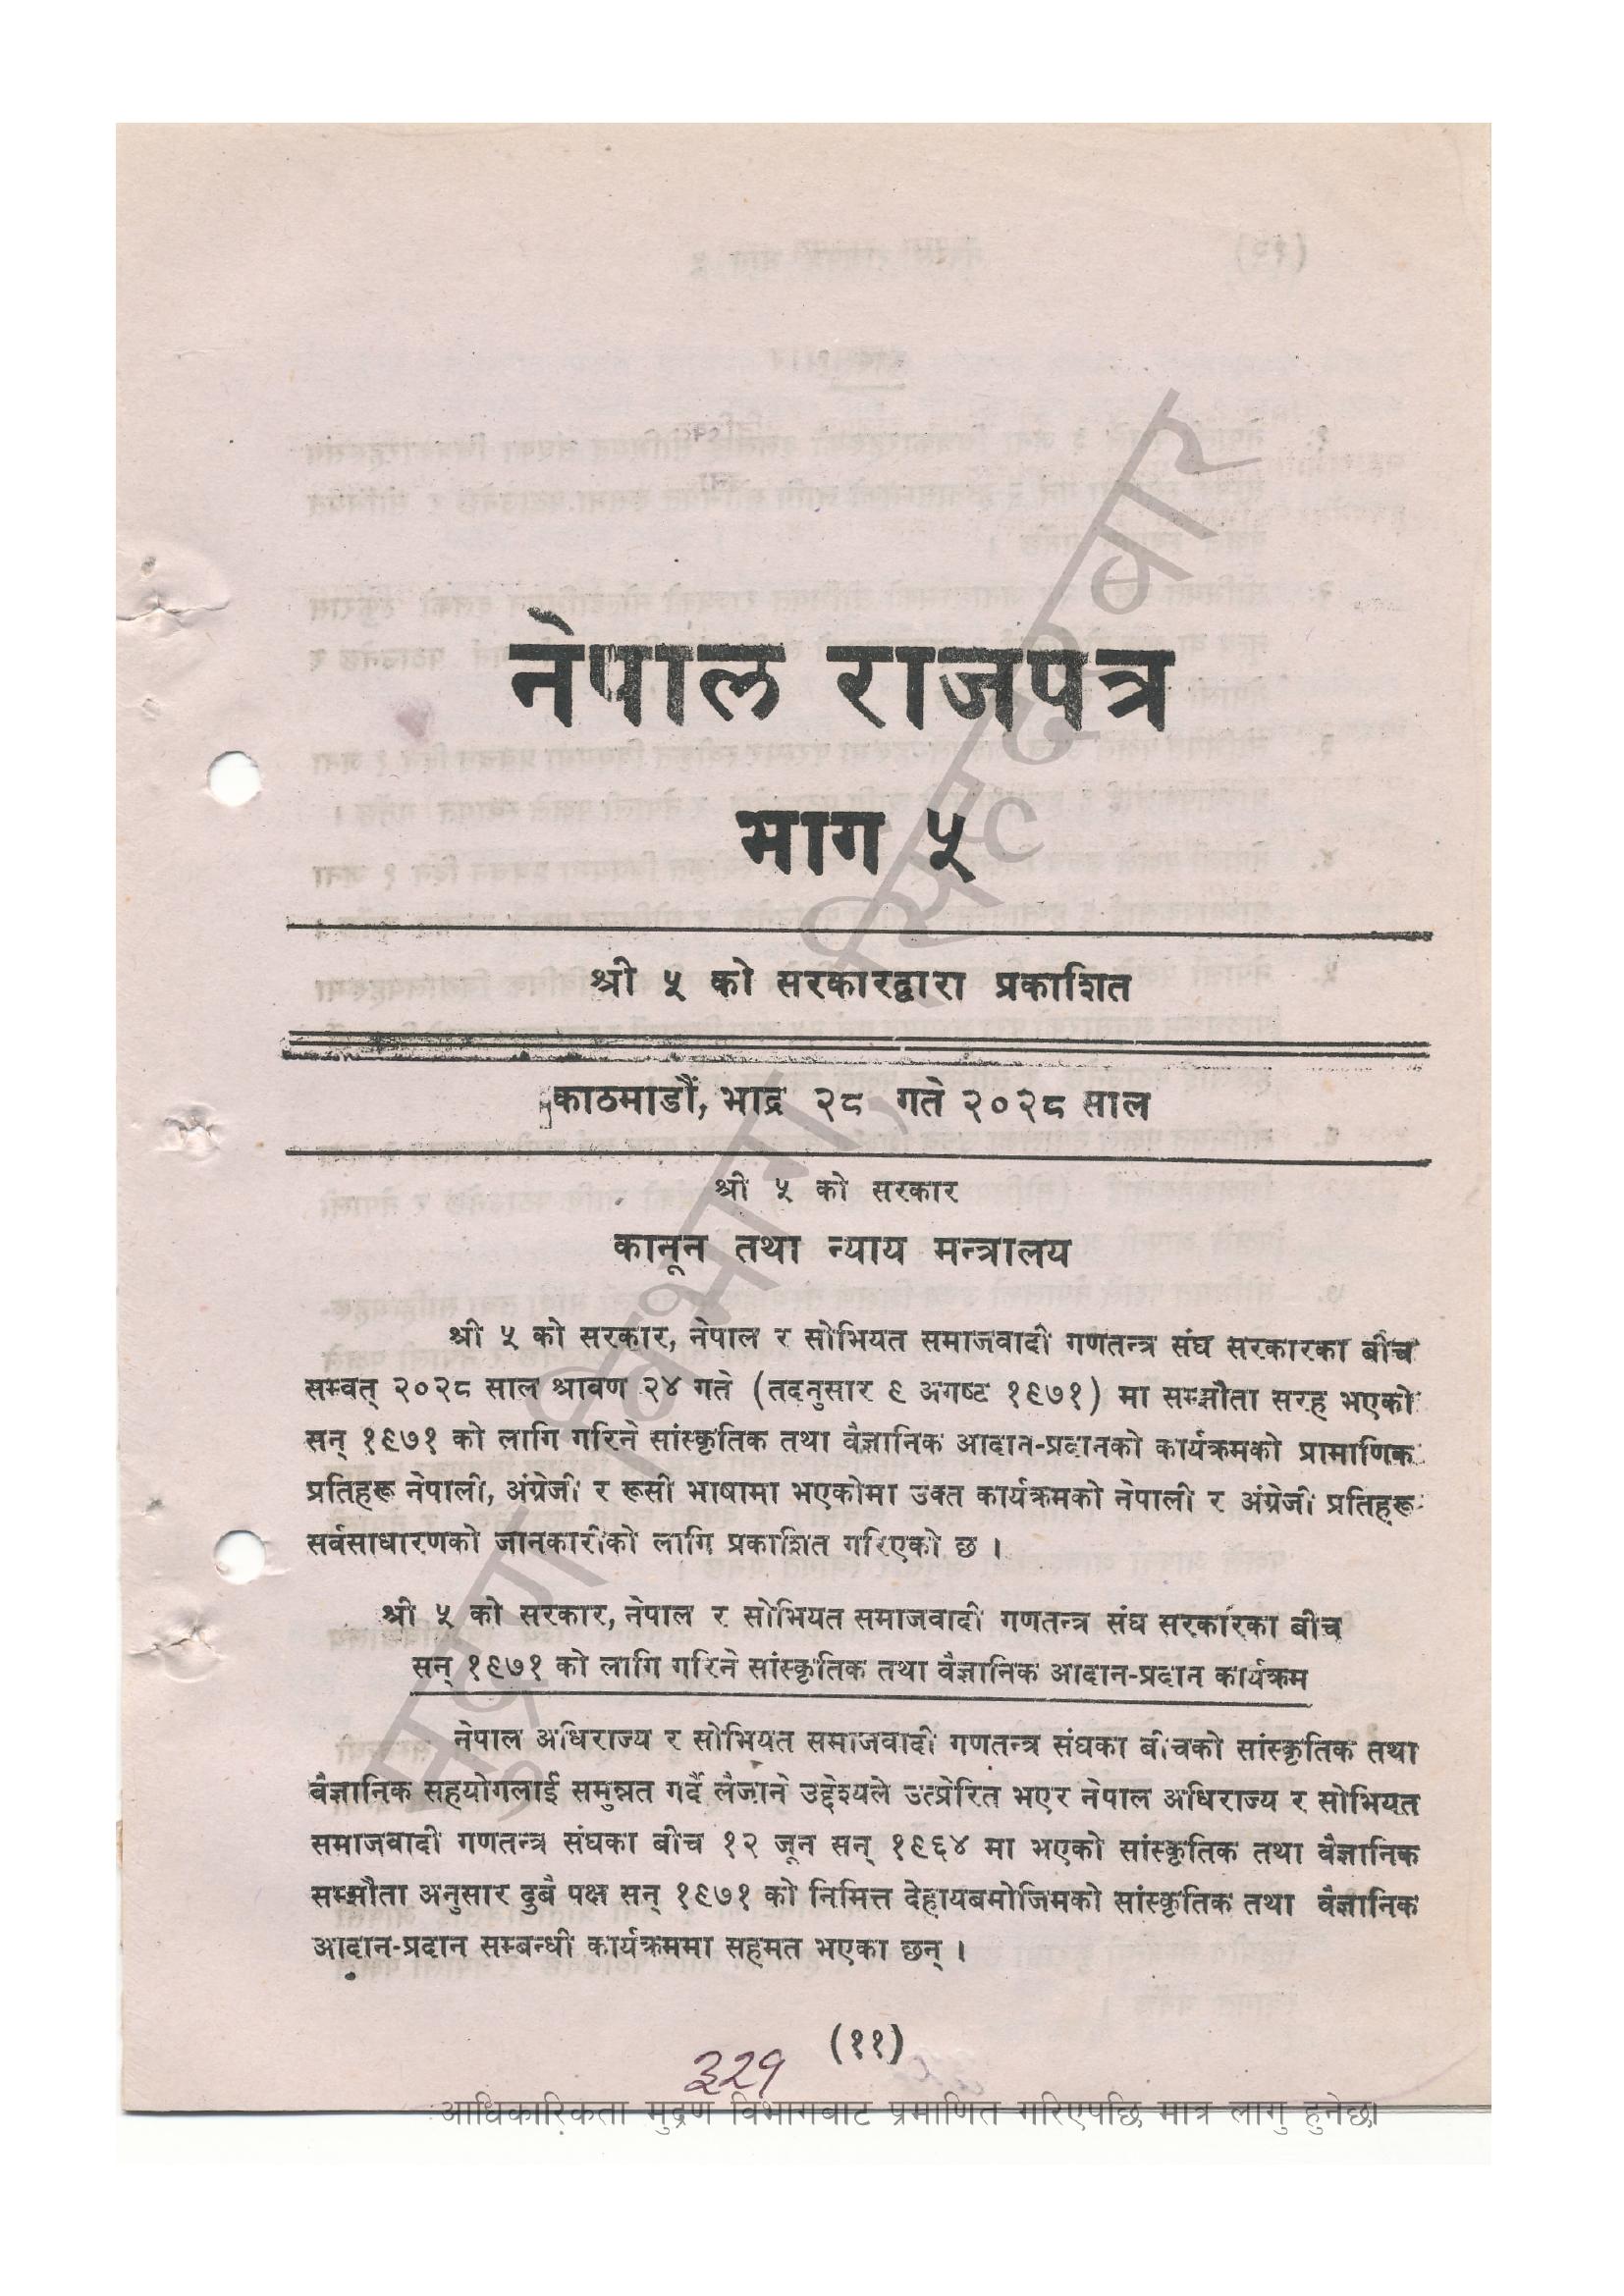 नेपाल राजपत्र
भाग ५
श्री ५ को सरकारद्वारा प्रकाशित
काठमाडौं, भाद्र २८ गते २०२८ साल
श्री ५ को सरकार
कानून तथा न्याय मन्त्रालय
श्री ५ को सरकार, नेपाल र सोभियत समाजवादी गणतन्त्र संघ सरकारका बीच
सम्वत् २०२८ साल श्रावण २४ गते (तदनुसार ९ अगष्ट १९७१) मा सम्झौता सरह भएको
सन् १९७१ को लागि गरिने सांस्कृतिक तथा वैज्ञानिक आदान-प्रदानको कार्यक्रमको प्रामाणिक
प्रतिहरू नेपाली, अंग्रेजी र रूसी भाषामा भएकोमा उक्त कार्यक्रमको नेपाली र अंग्रेजी प्रतिहरू
सर्वसाधारणको जानकारीको लागि प्रकाशित गरिएको छ ।
श्री ५ को सरकार, नेपाल र सोभियत समाजवादी गणतन्त्र संघ सरकारका बीच
सन् १९७१ को लागि गरिने सांस्कृतिक तथा वैज्ञानिक आदान-प्रदान कार्यक्रम
नेपाल अधिराज्य र सोभियत समाजवादी गणतन्त्र संघका बीचको सांस्कृतिक तथा
वैज्ञानिक सहयोगलाई समुन्नत गर्दै लैजाने उद्देश्यले उत्प्रेरित भएर नेपाल अधिराज्य र सोभियत
समाजवादी गणतन्त्र संघका बीच १२ जून सन् १९६४ मा भएको सांस्कृतिक तथा वैज्ञानिक
सम्झौता अनुसार दुबै पक्ष सन् १९७१ को निमित्त देहायबमोजिमको सांस्कृतिक तथा वैज्ञानिक
आदान-प्रदान सम्बन्धी कार्यक्रममा सहमत भएका छन् ।
(११)
३२१
आधिकारिकता मुद्रण विभागबाट प्रमाणित गरिएपछि मात्र लागु हुनेछ।
मुद्रण विभाग, सिंहदरबार